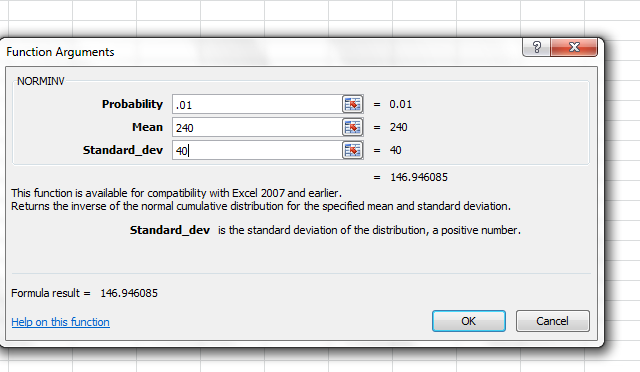 Function Arguments
NORMINV
Probability .01 = 0.01
Mean 240 = 240
Standard_dev 40 = 40
= 146.946085
This function is available for compatibility with Excel 2007 and earlier.
Returns the inverse of the normal cumulative distribution for the specified mean and standard deviation.
Standard_dev is the standard deviation of the distribution, a positive number.
Formula result = 146.946085
Help on this function OK Cancel